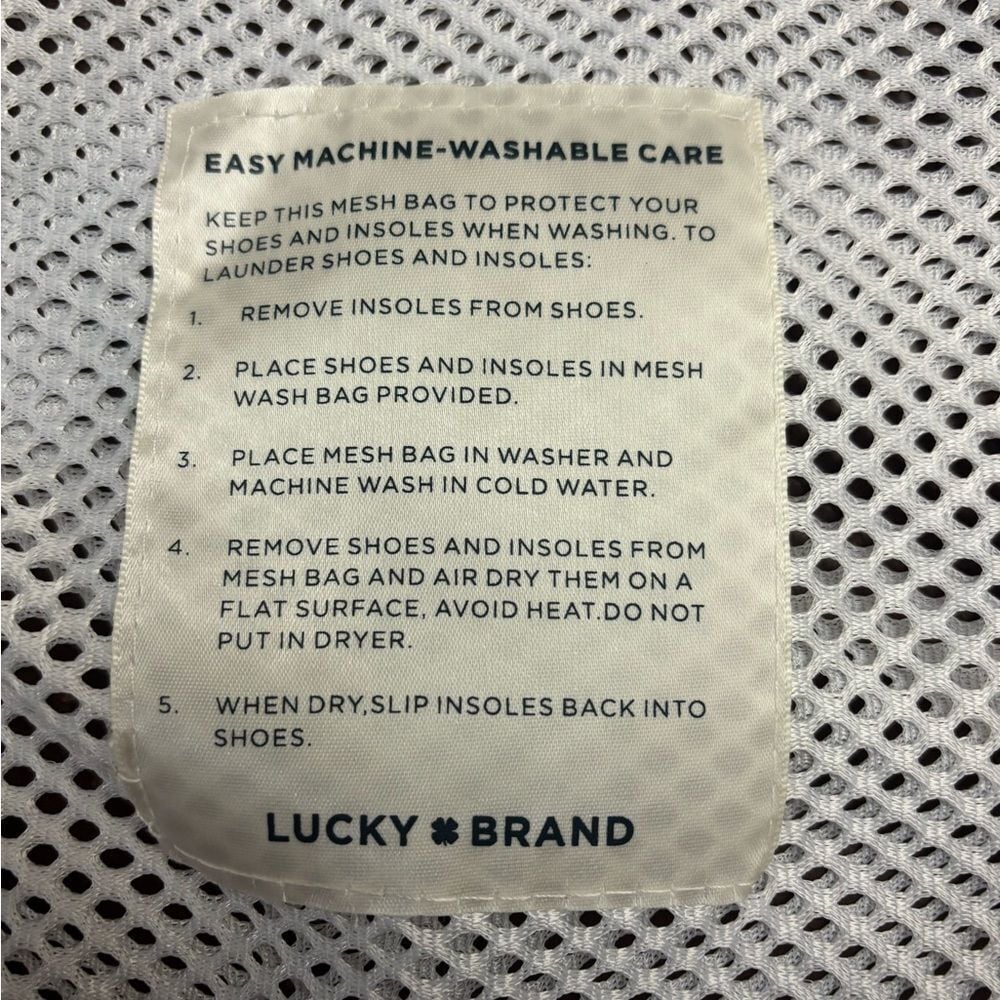 EASY MACHINE-WASHABLE CARE
KEEP THIS MESH BAG TO PROTECT YOUR
SHOES AND INSOLES WHEN WASHING. TO
LAUNDER SHOES AND INSOLES:
1. REMOVE INSOLES FROM SHOES.
2. PLACE SHOES AND INSOLES IN MESH
WASH BAG PROVIDED.
3. PLACE MESH BAG IN WASHER AND
MACHINE WASH IN COLD WATER.
4. REMOVE SHOES AND INSOLES FROM
MESH BAG AND AIR DRY THEM ON A
FLAT SURFACE, AVOID HEAT.DO NOT
PUT IN DRYER.
5. WHEN DRY,SLIP INSOLES BACK INTO
SHOES.
LUCKY BRAND